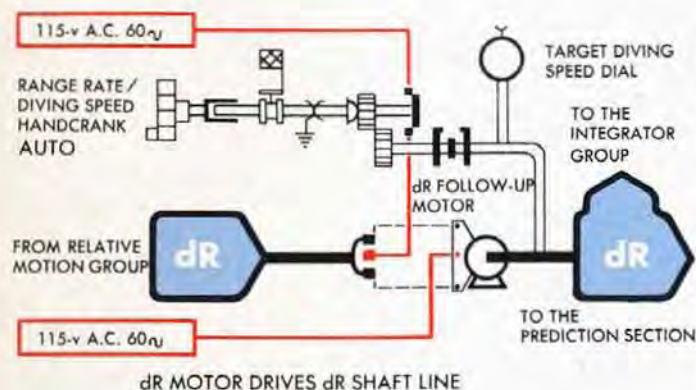 115-v A.C. 60~
RANGE RATE /
DIVING SPEED
HANDCRANK
AUTO
TARGET DIVING
SPEED DIAL
TO THE
INTEGRATOR
GROUP
dR FOLLOW-UP
MOTOR
FROM RELATIVE
MOTION GROUP
dR
dR
115-v A.C. 60~
TO THE
PREDICTION SECTION
dR MOTOR DRIVES dR SHAFT LINE